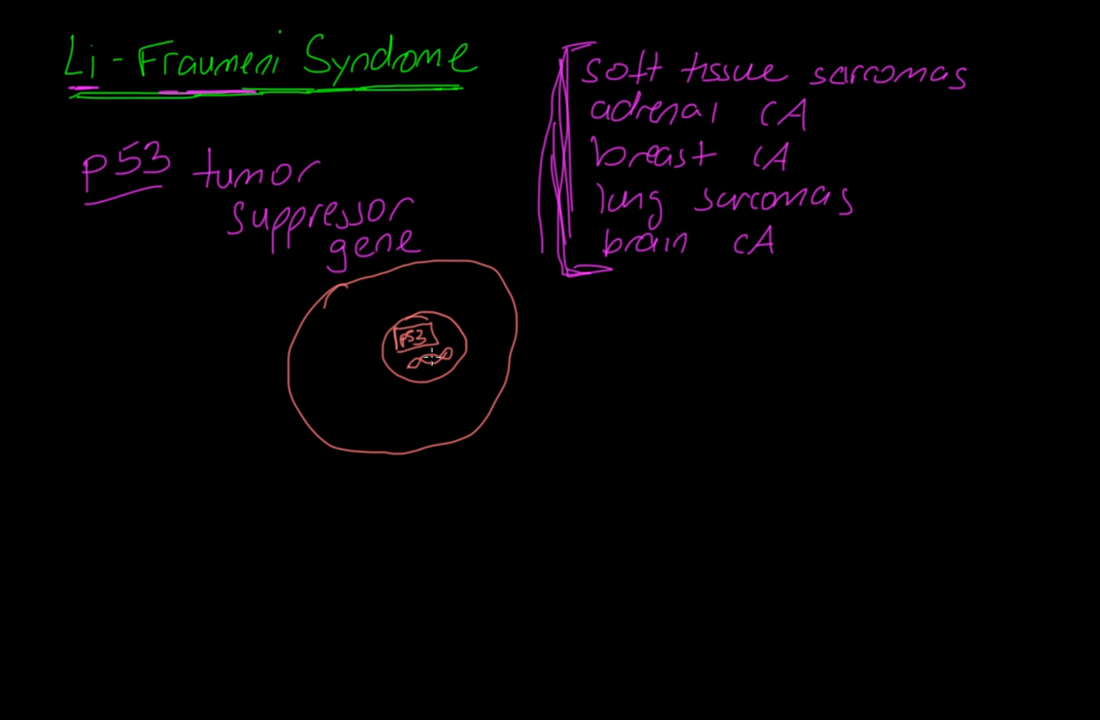 Li-Fraumeni Syndrome
p53 tumor
suppressor
gene
soft tissue sarcomas
adrenal CA
breast CA
lung sarcomas
brain CA
p53